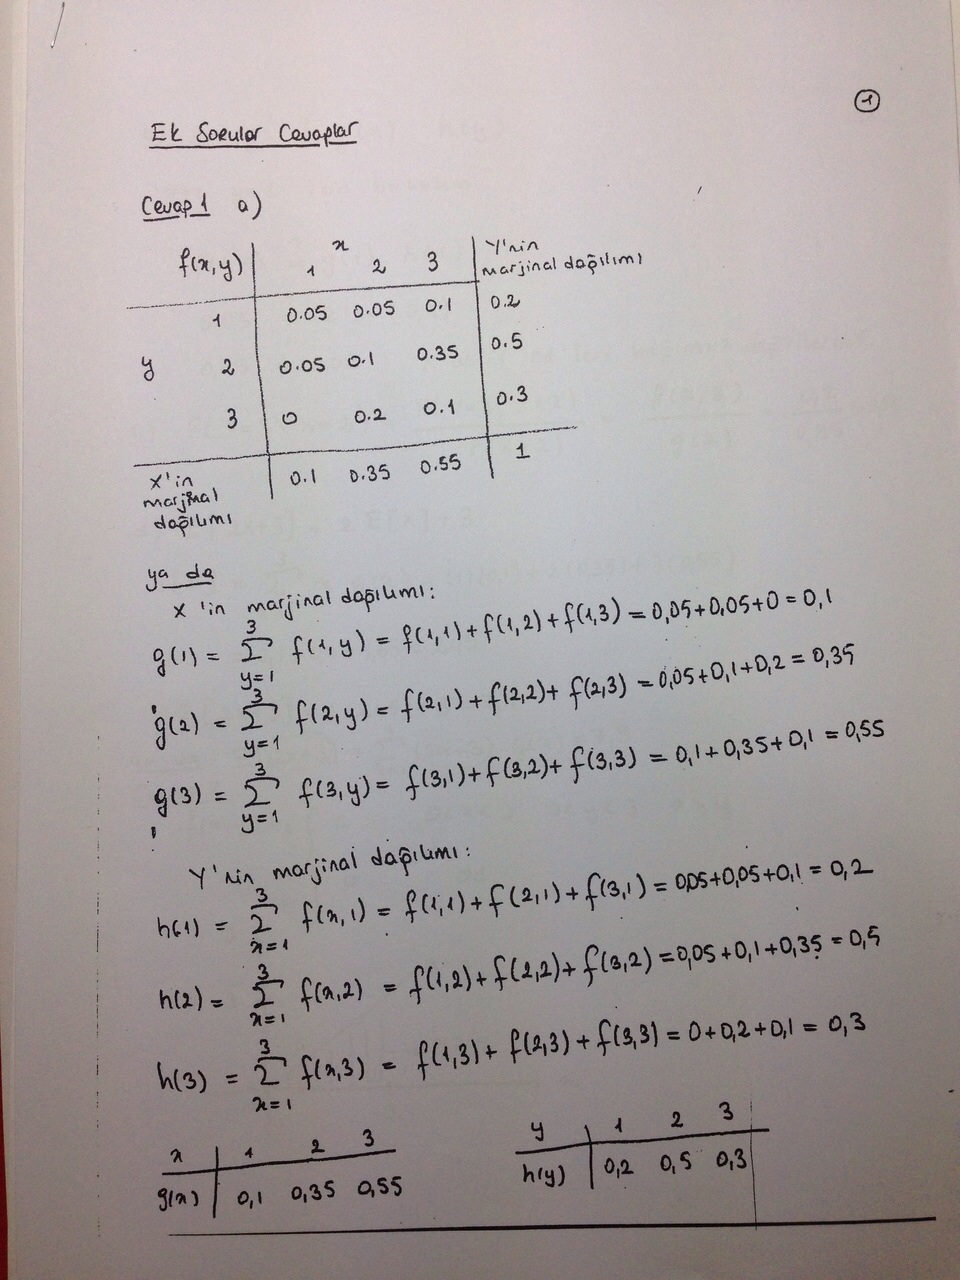 1
Ek Sorular Cevaplar
Cevap 1 a)
f(x,y) x Y'nin
1 2 3 marjinal dağılımı
1 0.05 0.05 0.1 0.2
y 2 0.05 0.1 0.35 0.5
3 0 0.2 0.1 0.3
X'in marjinal dağılımı 0.1 0.35 0.55 1
ya da
X'in marjinal dağılımı:
g(1) = ∑_{y=1}^{3} f(1,y) = f(1,1)+f(1,2)+f(1,3) = 0,05+0,05+0 = 0,1
g(2) = ∑_{y=1}^{3} f(2,y) = f(2,1)+f(2,2)+f(2,3) = 0,05+0,1+0,2 = 0,35
g(3) = ∑_{y=1}^{3} f(3,y) = f(3,1)+f(3,2)+f(3,3) = 0,1+0,35+0,1 = 0,55
Y'nin marjinal dağılımı:
h(1) = ∑_{x=1}^{3} f(x,1) = f(1,1)+f(2,1)+f(3,1) = 0,05+0,05+0,1 = 0,2
h(2) = ∑_{x=1}^{3} f(x,2) = f(1,2)+f(2,2)+f(3,2) = 0,05+0,1+0,35 = 0,5
h(3) = ∑_{x=1}^{3} f(x,3) = f(1,3)+f(2,3)+f(3,3) = 0+0,2+0,1 = 0,3
x 1 2 3
g(x) 0,1 0,35 0,55
y 1 2 3
h(y) 0,2 0,5 0,3